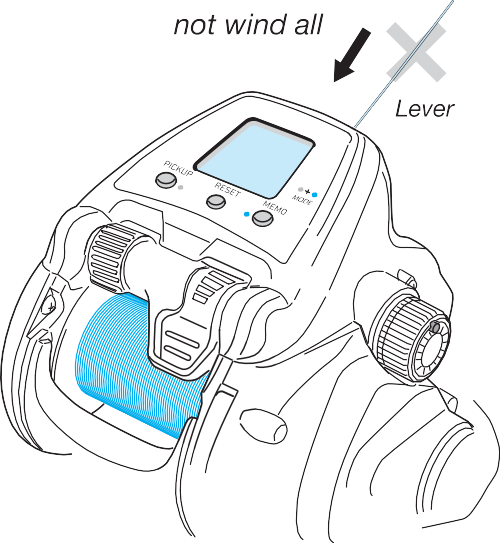 not wind all
Lever
PICKUP
RESET
MEMO
+
MODE